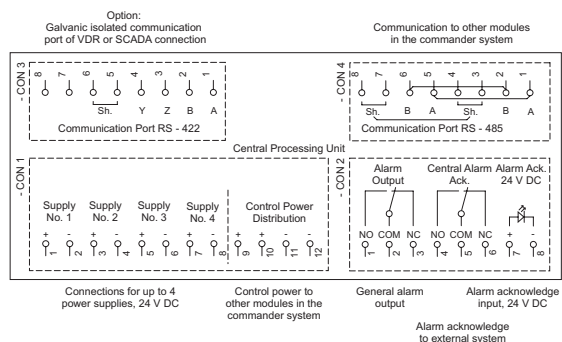 Option:
Galvanic isolated communication
port of VDR or SCADA connection
Communication to other modules
in the commander system
- CON 3
8 7 6 5 4 3 2 1
Sh. Y Z B A
Communication Port RS - 422
- CON 4
8 7 6 5 4 3 2 1
Sh. B A Sh. B A
Communication Port RS - 485
Central Processing Unit
- CON 1
Supply No. 1
Supply No. 2
Supply No. 3
Supply No. 4
Control Power
Distribution
+ - + - + - + - + + - -
1 2 3 4 5 6 7 8 9 10 11 12
- CON 2
Alarm
Output
Central Alarm
Ack.
Alarm Ack.
24 V DC
NO COM NC NO COM NC + -
1 2 3 4 5 6 7 8
Connections for up to 4
power supplies, 24 V DC
Control power to
other modules in the
commander system
General alarm
output
Alarm acknowledge
input, 24 V DC
Alarm acknowledge
to external system